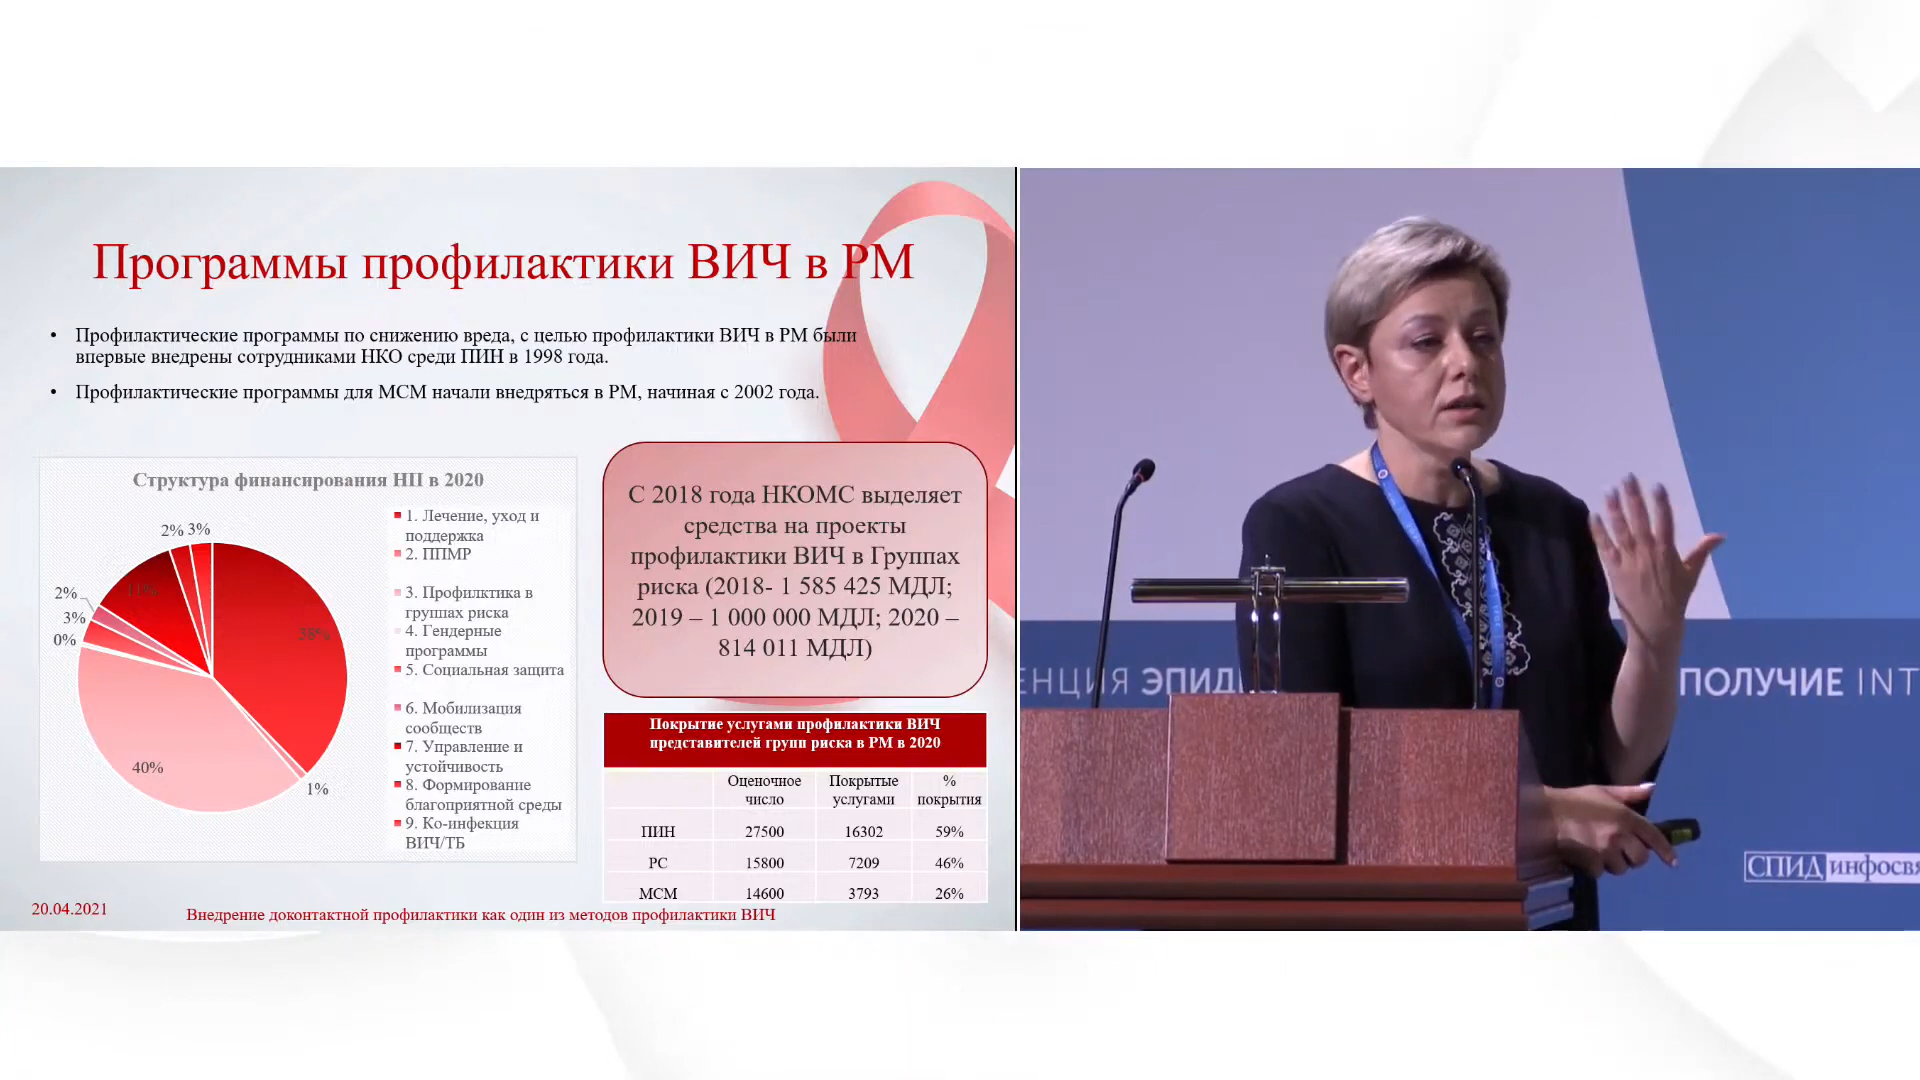 Программы профилактики ВИЧ в РМ
• Профилактические программы по снижению вреда, с целью профилактики ВИЧ в РМ были
впервые внедрены сотрудниками НКО среди ПИН в 1998 года.
• Профилактические программы для МСМ начали внедряться в РМ, начиная с 2002 года.
Структура финансирования НП в 2020
2% 3%
11%
2%
3%
0%
38%
40%
1%
1. Лечение, уход и
поддержка
2. ППМР
3. Профилктика в
группах риска
4. Гендерные
программы
5. Социальная защита
6. Мобилизация
сообществ
7. Управление и
устойчивость
8. Формирование
благоприятной среды
9. Ко-инфекция
ВИЧ/ТБ
С 2018 года НКОМС выделяет
средства на проекты
профилактики ВИЧ в Группах
риска (2018- 1 585 425 МДЛ;
2019 – 1 000 000 МДЛ; 2020 –
814 011 МДЛ)
Покрытие услугами профилактики ВИЧ
представителей групп риска в РМ в 2020
Оценочное число Покрытые услугами % покрытия
ПИН 27500 16302 59%
РС 15800 7209 46%
МСМ 14600 3793 26%
20.04.2021
Внедрение доконтактной профилактики как один из методов профилактики ВИЧ
ЕНЦИЯ ЭПИД
ПОЛУЧИЕ INT
СПИД инфосвя